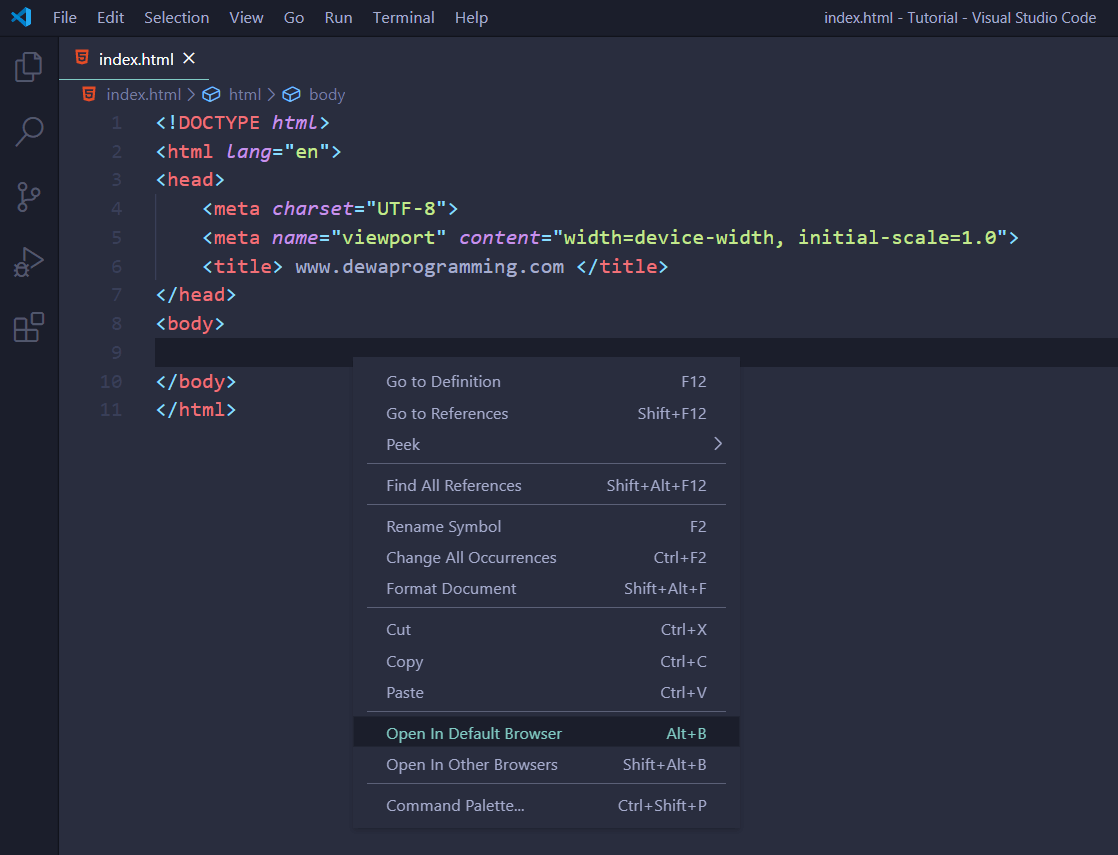 File Edit Selection View Go Run Terminal Help index.html - Tutorial - Visual Studio Code
index.html
index.html > html > body
1 <!DOCTYPE html>
2 <html lang="en">
3 <head>
4 <meta charset="UTF-8">
5 <meta name="viewport" content="width=device-width, initial-scale=1.0">
6 <title> www.dewaprogramming.com </title>
7 </head>
8 <body>
9
10 </body>
11 </html>
Go to Definition F12
Go to References Shift+F12
Peek
Find All References Shift+Alt+F12
Rename Symbol F2
Change All Occurrences Ctrl+F2
Format Document Shift+Alt+F
Cut Ctrl+X
Copy Ctrl+C
Paste Ctrl+V
Open In Default Browser Alt+B
Open In Other Browsers Shift+Alt+B
Command Palette... Ctrl+Shift+P